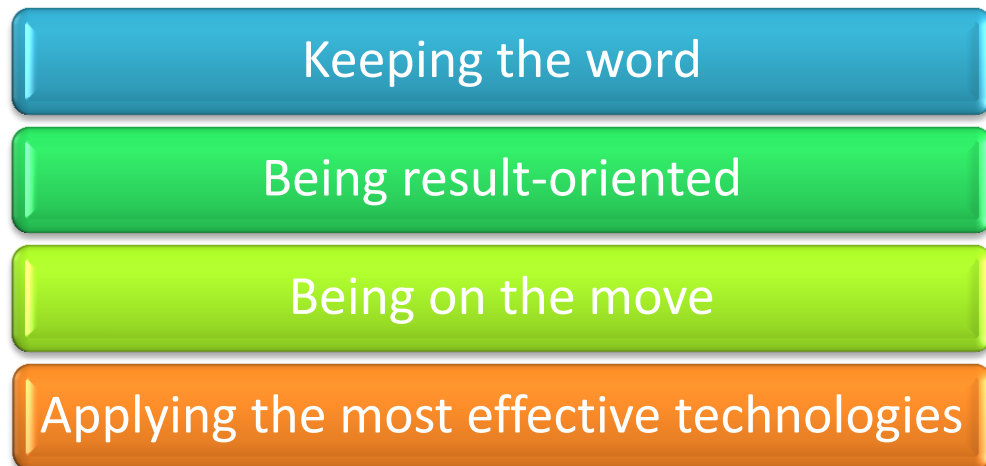 Keeping the word
Being result-oriented
Being on the move
Applying the most effective technologies